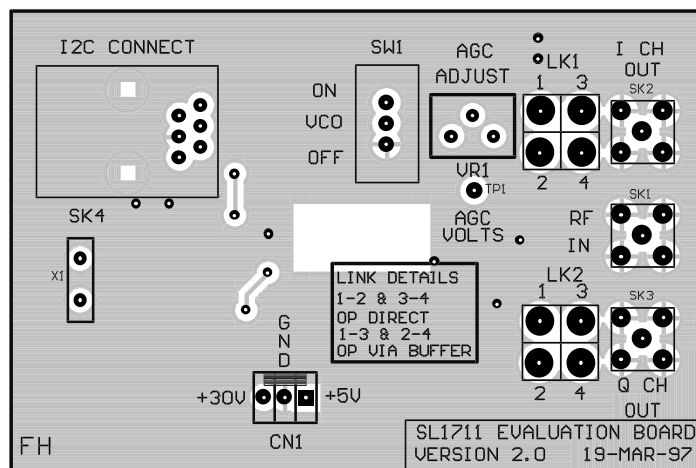 I2C CONNECT
SW1
AGC
ADJUST
I CH
OUT
LK1
1 3
SK2
ON
VCO
OFF
2 4
VR1
TP1
AGC
VOLTS
SK1
RF
IN
SK4
X1
LINK DETAILS
1-2 & 3-4
OP DIRECT
1-3 & 2-4
OP VIA BUFFER
LK2
1 3
SK3
2 4
Q CH
OUT
GND
+30V
+5V
CN1
FH
SL1711 EVALUATION BOARD
VERSION 2.0 19-MAR-97